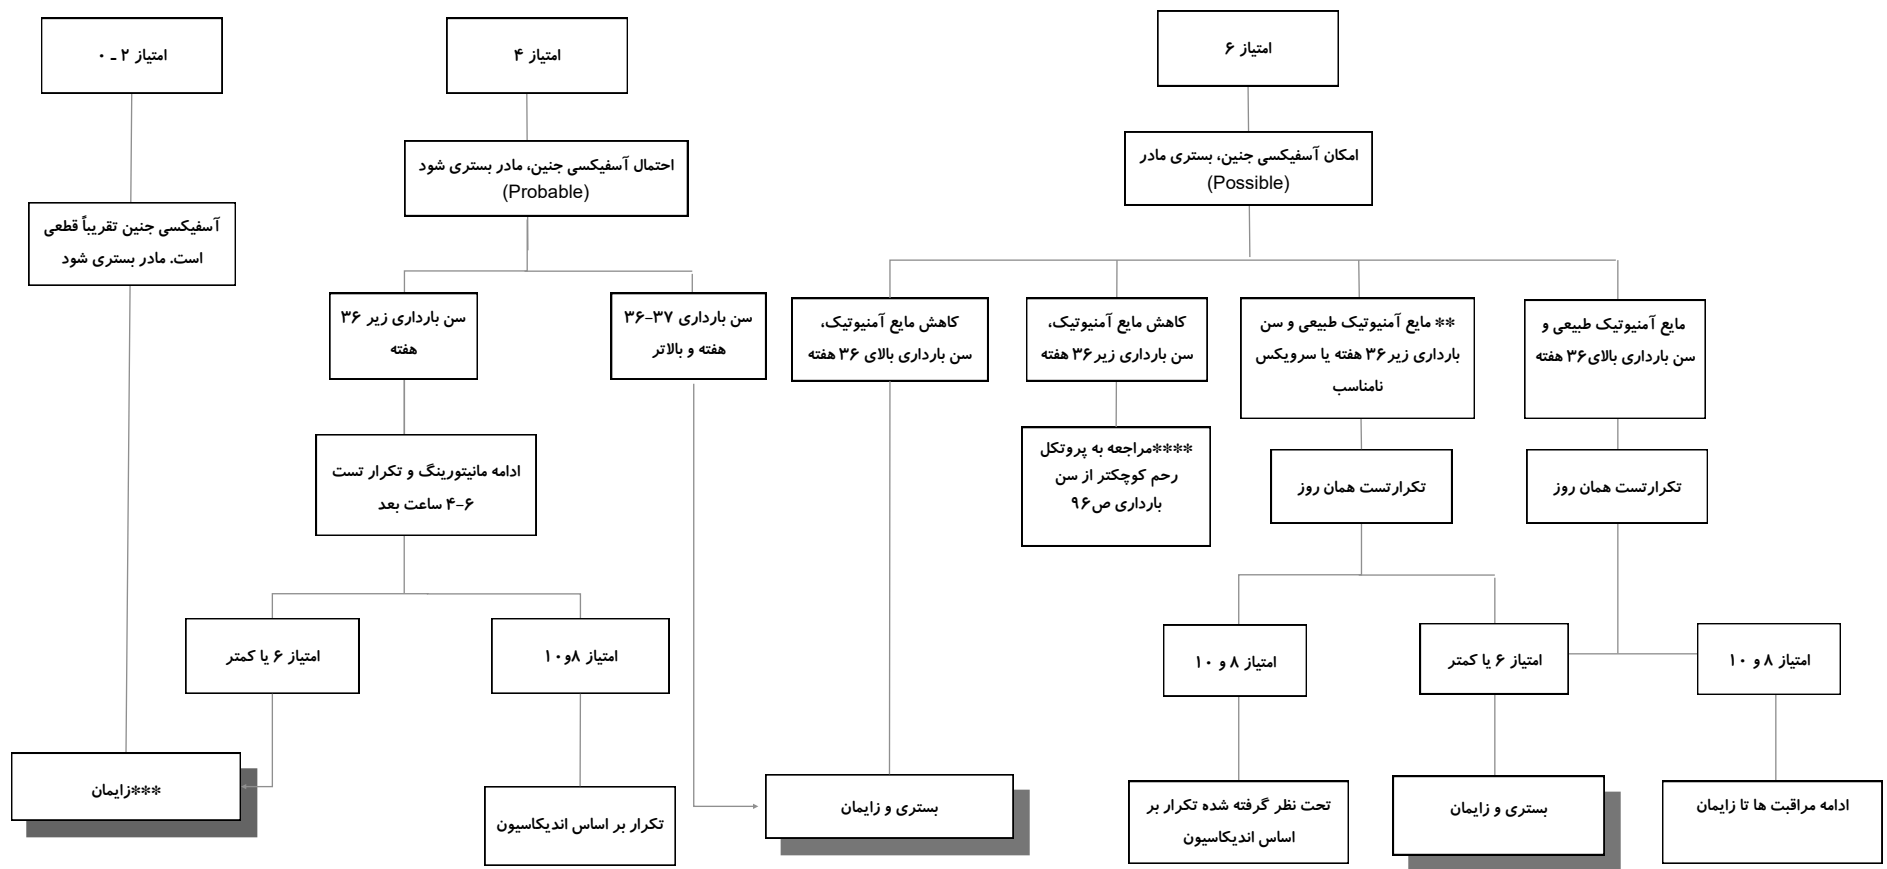 امتیاز ۶
امکان آسفیکسی جنین، بستری مادر
(Possible)
مایع آمنیوتیک طبیعی و
سن بارداری بالای۳۶ هفته
تکرارتست همان روز
امتیاز ۸ و ۱۰
ادامه مراقبت ها تا زایمان
** مایع آمنیوتیک طبیعی و سن
بارداری زیر۳۶ هفته یا سرویکس
نامناسب
تکرارتست همان روز
امتیاز ۶ یا کمتر
بستری و زایمان
امتیاز ۸ و ۱۰
تحت نظر گرفته شده تکرار بر
اساس اندیکاسیون
کاهش مایع آمنیوتیک،
سن بارداری زیر۳۶ هفته
****مراجعه به پروتکل
رحم کوچکتر از سن
بارداری ص۹۶
کاهش مایع آمنیوتیک،
سن بارداری بالای ۳۶ هفته
بستری و زایمان
امتیاز ۴
احتمال آسفیکسی جنین، مادر بستری شود
(Probable)
سن بارداری ۳۷-۳۶
هفته و بالاتر
سن بارداری زیر ۳۶
هفته
ادامه مانیتورینگ و تکرار تست
۴-۶ ساعت بعد
امتیاز ۸و۱۰
تکرار بر اساس اندیکاسیون
امتیاز ۶ یا کمتر
امتیاز ۲ ـ ۰
آسفیکسی جنین تقریباً قطعی
است. مادر بستری شود
***زایمان